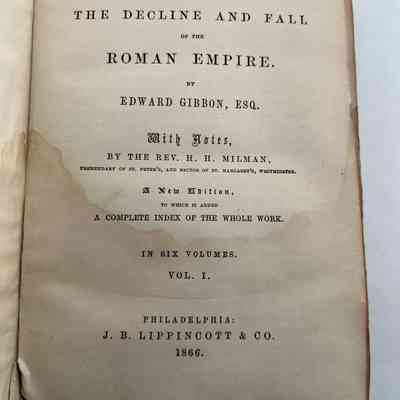 THE DECLINE AND FALL
OF THE
ROMAN EMPIRE.
BY
EDWARD GIBBON, ESQ.
With Notes,
BY THE REV. H. H. MILMAN,
PREBENDARY OF ST. PETER'S, AND RECTOR OF ST. MARGARET'S, WESTMINSTER.
A New Edition,
TO WHICH IS ADDED
A COMPLETE INDEX OF THE WHOLE WORK.
IN SIX VOLUMES.
VOL. I.
PHILADELPHIA:
J. B. LIPPINCOTT & CO.
1866.